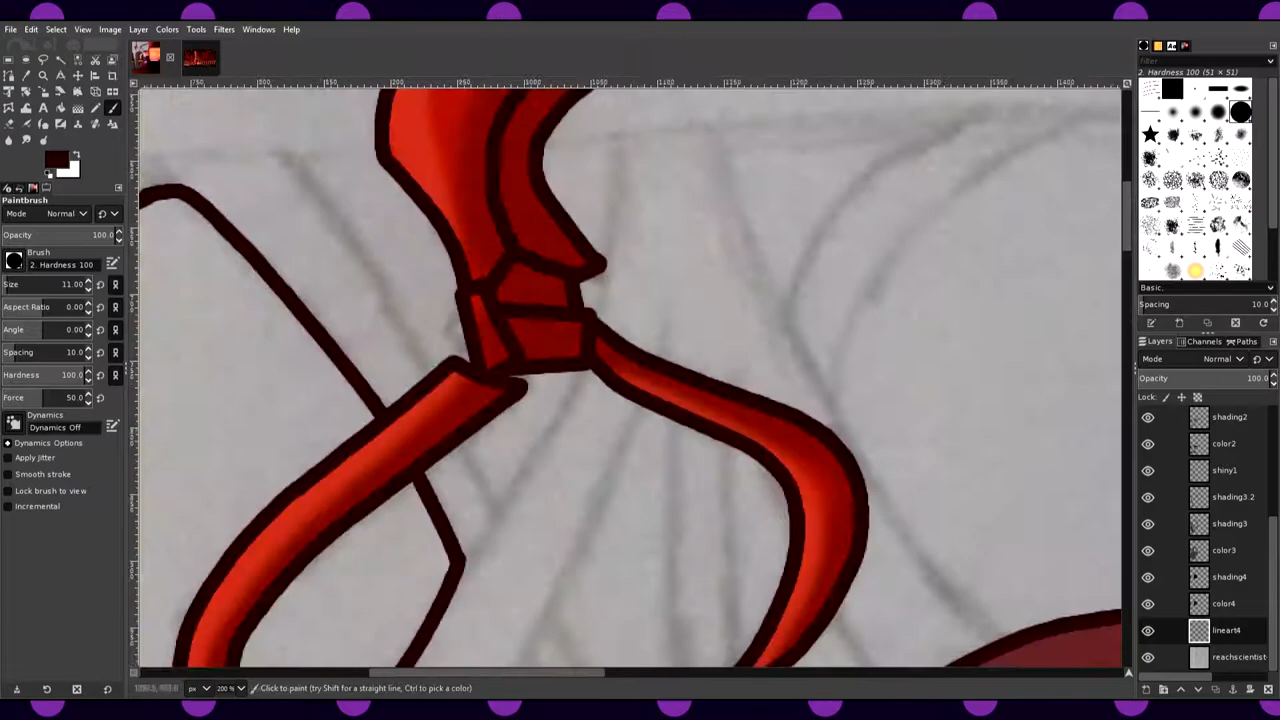 File Edit Select View Image Layer Colors Tools Filters Windows Help
filter
2. Hardness 100 (51 × 51)
Paintbrush
Mode Normal
Opacity 100.0
Brush
2. Hardness 100
Size 11.00
Aspect Ratio 0.00
Angle 0.00
Spacing 10.0
Hardness 100.0
Force 50.0
Dynamics
Dynamics Off
Dynamics Options
Apply Jitter
Smooth stroke
Lock brush to view
Incremental
Basic.
Spacing 10.0
Layers Channels Paths
Mode Normal
Opacity 100.0
Lock:
shading2
color2
shiny1
shading3.2
shading3
color3
shading4
color4
lineart4
reachscientist
px 200 % Click to paint (try Shift for a straight line, Ctrl to pick a color)